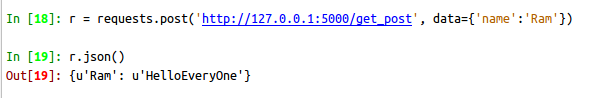 In [18]: r = requests.post('http://127.0.0.1:5000/get_post', data={'name':'Ram'})
In [19]: r.json()
Out[19]: {u'Ram': u'HelloEveryOne'}